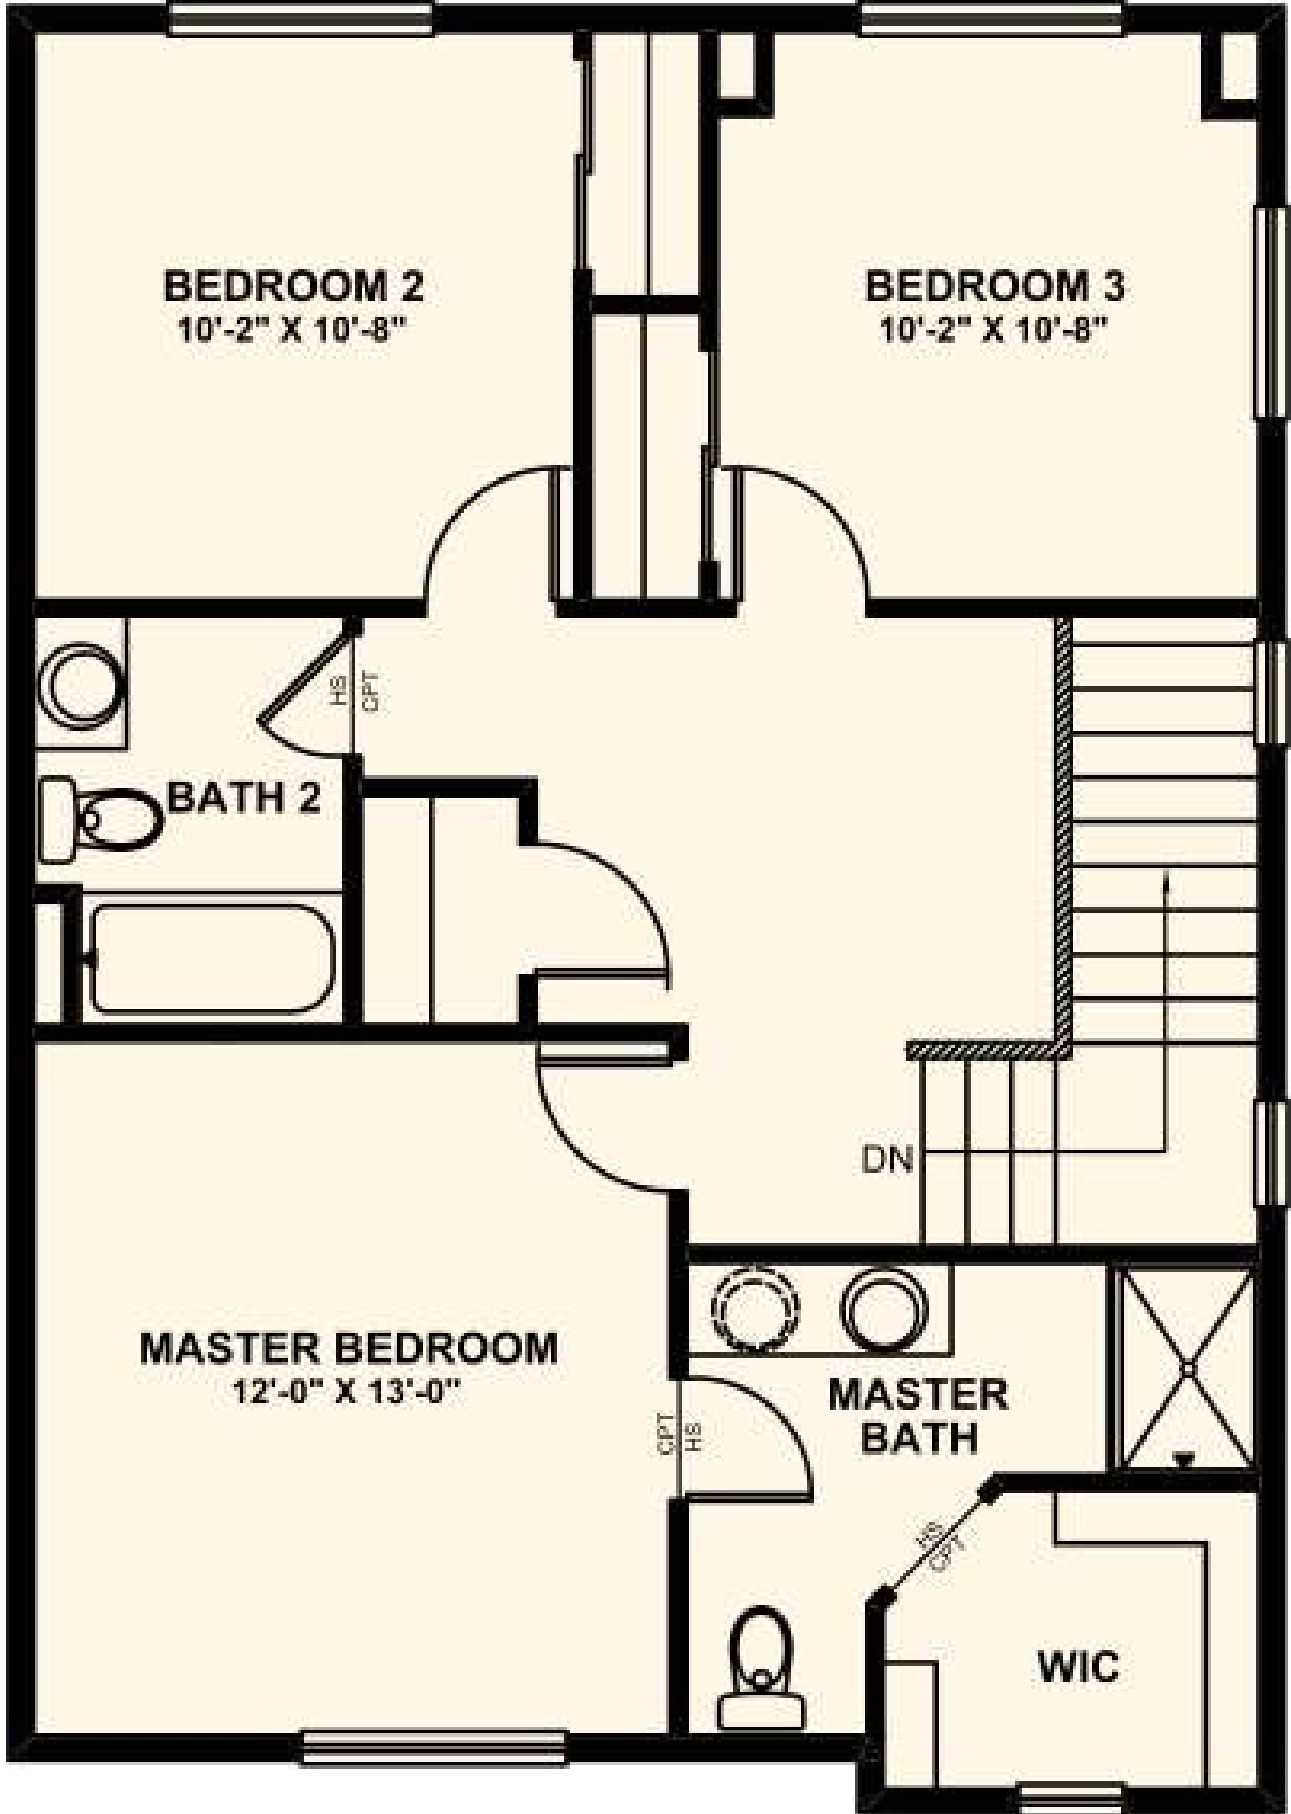 BEDROOM 2
10'-2" X 10'-8"
BEDROOM 3
10'-2" X 10'-8"
HS
CPT
BATH 2
DN
MASTER BEDROOM
12'-0" X 13'-0"
MASTER
BATH
CPT
HS
HS
CPT
WIC